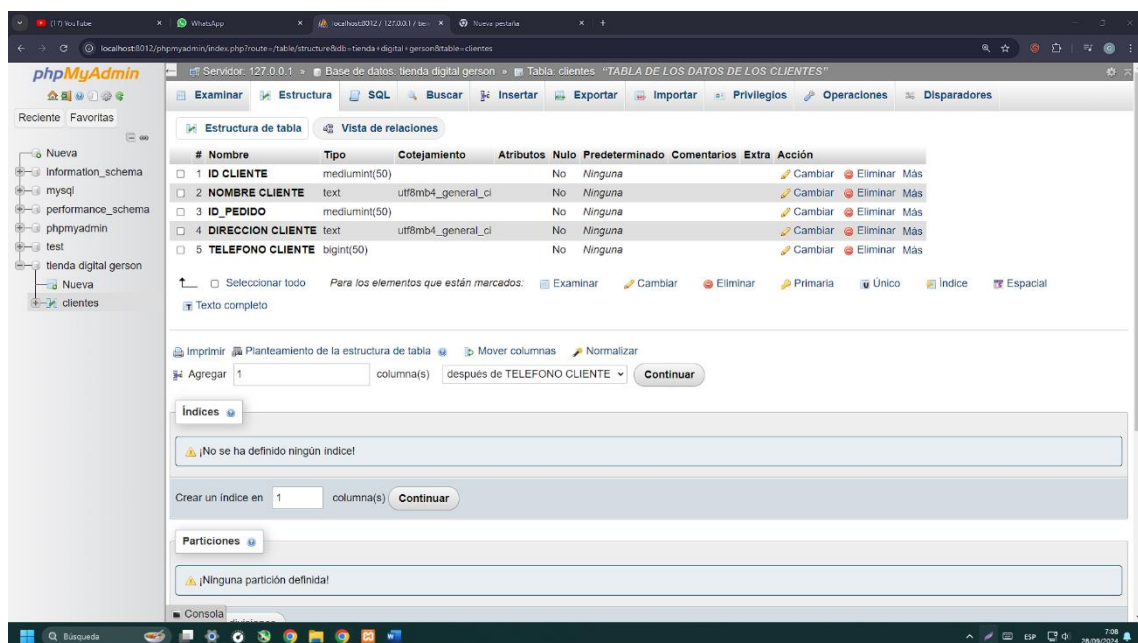 (17) YouTube WhatsApp localhost:8012 / 127.0.0.1 / tien Nueva pestaña
localhost:8012/phpmyadmin/index.php?route=/table/structure&db=tienda+digital+gerson&table=clientes
phpMyAdmin
Reciente Favoritas
Nueva
information_schema
mysql
performance_schema
phpmyadmin
test
tienda digital gerson
Nueva
clientes
Servidor: 127.0.0.1 » Base de datos: tienda digital gerson » Tabla: clientes "TABLA DE LOS DATOS DE LOS CLIENTES"
Examinar Estructura SQL Buscar Insertar Exportar Importar Privilegios Operaciones Disparadores
Estructura de tabla Vista de relaciones
# Nombre Tipo Cotejamiento Atributos Nulo Predeterminado Comentarios Extra Acción
1 ID CLIENTE mediumint(50) No Ninguna Cambiar Eliminar Más
2 NOMBRE CLIENTE text utf8mb4_general_ci No Ninguna Cambiar Eliminar Más
3 ID_PEDIDO mediumint(50) No Ninguna Cambiar Eliminar Más
4 DIRECCION CLIENTE text utf8mb4_general_ci No Ninguna Cambiar Eliminar Más
5 TELEFONO CLIENTE bigint(50) No Ninguna Cambiar Eliminar Más
Seleccionar todo Para los elementos que están marcados: Examinar Cambiar Eliminar Primaria Único Índice Espacial
Texto completo
Imprimir Planteamiento de la estructura de tabla Mover columnas Normalizar
Agregar 1 columna(s) después de TELEFONO CLIENTE Continuar
Índices
¡No se ha definido ningún índice!
Crear un índice en 1 columna(s) Continuar
Particiones
¡Ninguna partición definida!
Consola
Búsqueda ESP 7:08
28/09/2024